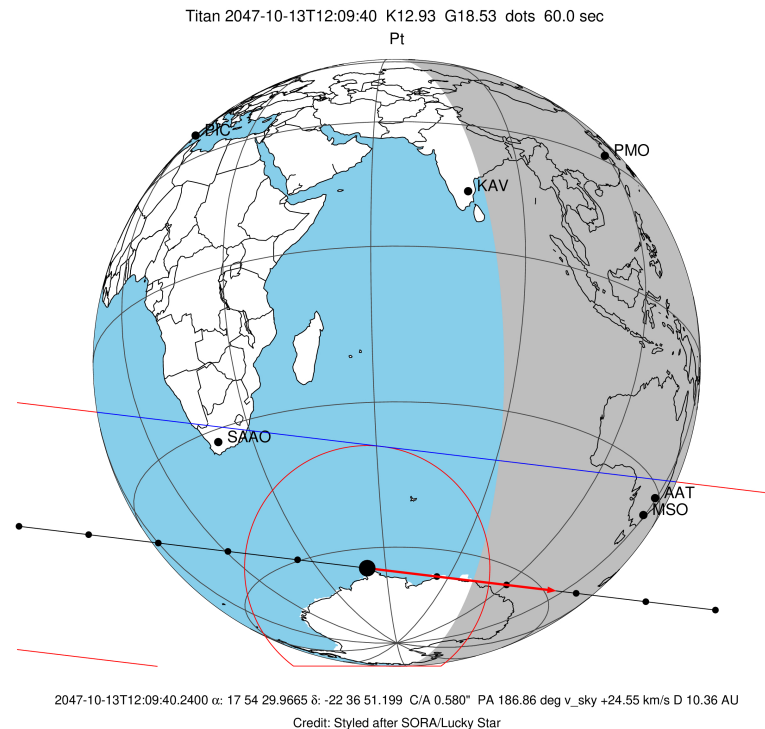 Titan 2047-10-13T12:09:40 K12.93 G18.53 dots 60.0 sec
Pt
PIC
PMO
KAV
SAAO
AAT
MSO
2047-10-13T12:09:40.2400 α: 17 54 29.9665 δ: -22 36 51.199 C/A 0.580" PA 186.86 deg v_sky +24.55 km/s D 10.36 AU
Credit: Styled after SORA/Lucky Star